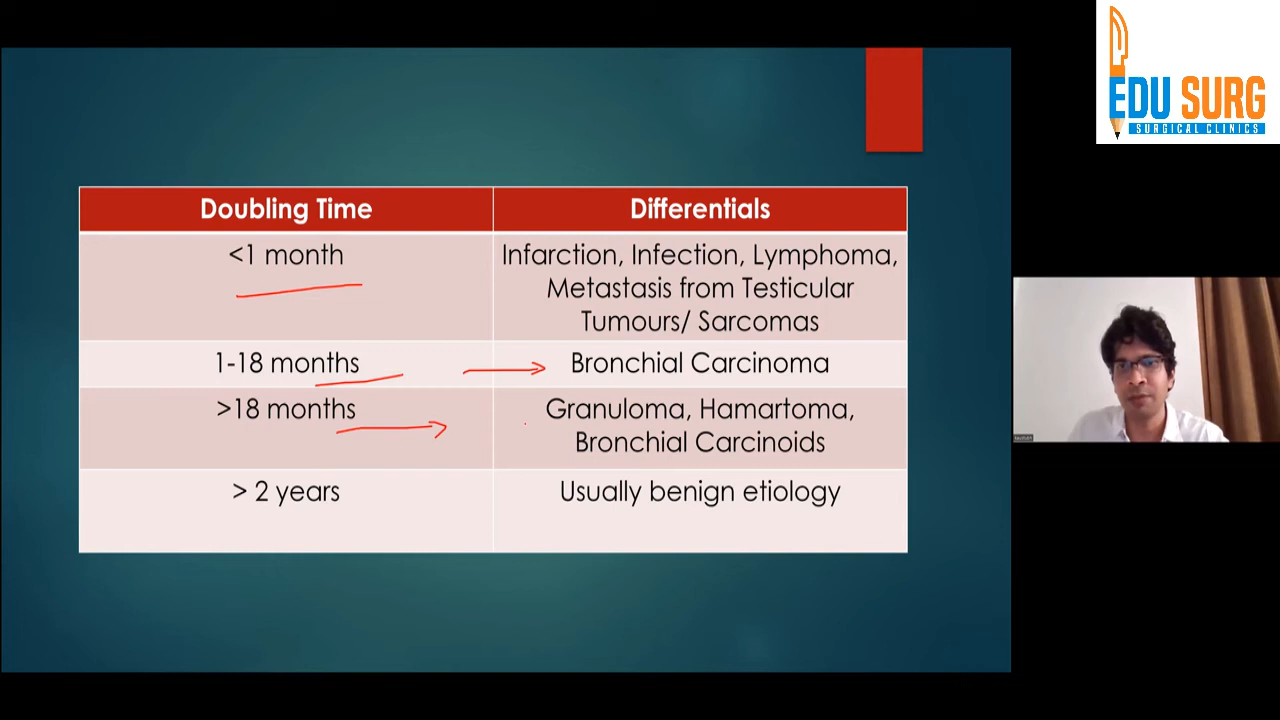 EDU SURG
SURGICAL CLINICS
Doubling Time
Differentials
<1 month
Infarction, Infection, Lymphoma,
Metastasis from Testicular
Tumours/ Sarcomas
1-18 months
Bronchial Carcinoma
>18 months
Granuloma, Hamartoma,
Bronchial Carcinoids
> 2 years
Usually benign etiology